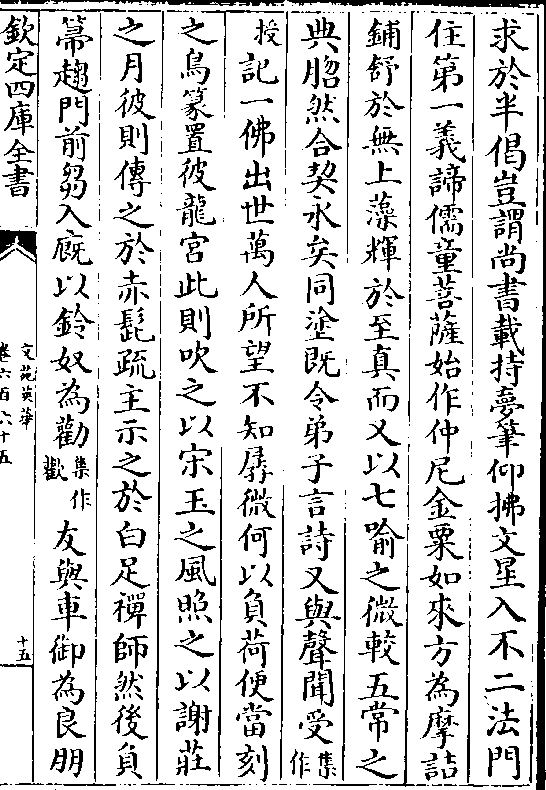 求於半偈豈謂尚書載持夢筆仰拂文星入不二法門
住第一義諦儒童菩薩始作仲尼金粟如來方為摩詰
鋪舒於無上藻輝於至真而又以七喻之微較五常之
典脗然合契永矣同塗既令弟子言詩又與聲聞受集作
授記一佛出世萬人所望不知孱微何以負荷便當刻
之鳥篆置彼龍宮此則吹之以宋玉之風照之以謝莊
之月彼則傳之於赤髭疏主示之於白足禪師然後負
箒趨門前芻入廐以鈴奴為勸集作歡友與車御為良朋
欽定四庫全書
文苑英華
卷六百六十五
十五